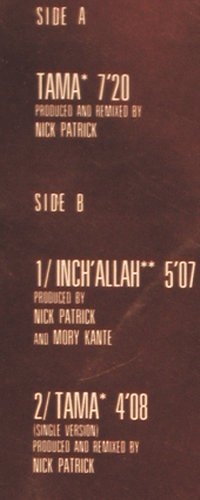 SIDE A
TAMA* 7'20
PRODUCED AND REMIXED BY
NICK PATRICK
SIDE B
1/ INCH'ALLAH** 5'07
PRODUCED BY
NICK PATRICK
AND MORY KANTE
2/ TAMA* 4'08
(SINGLE VERSION)
PRODUCED AND REMIXED BY
NICK PATRICK